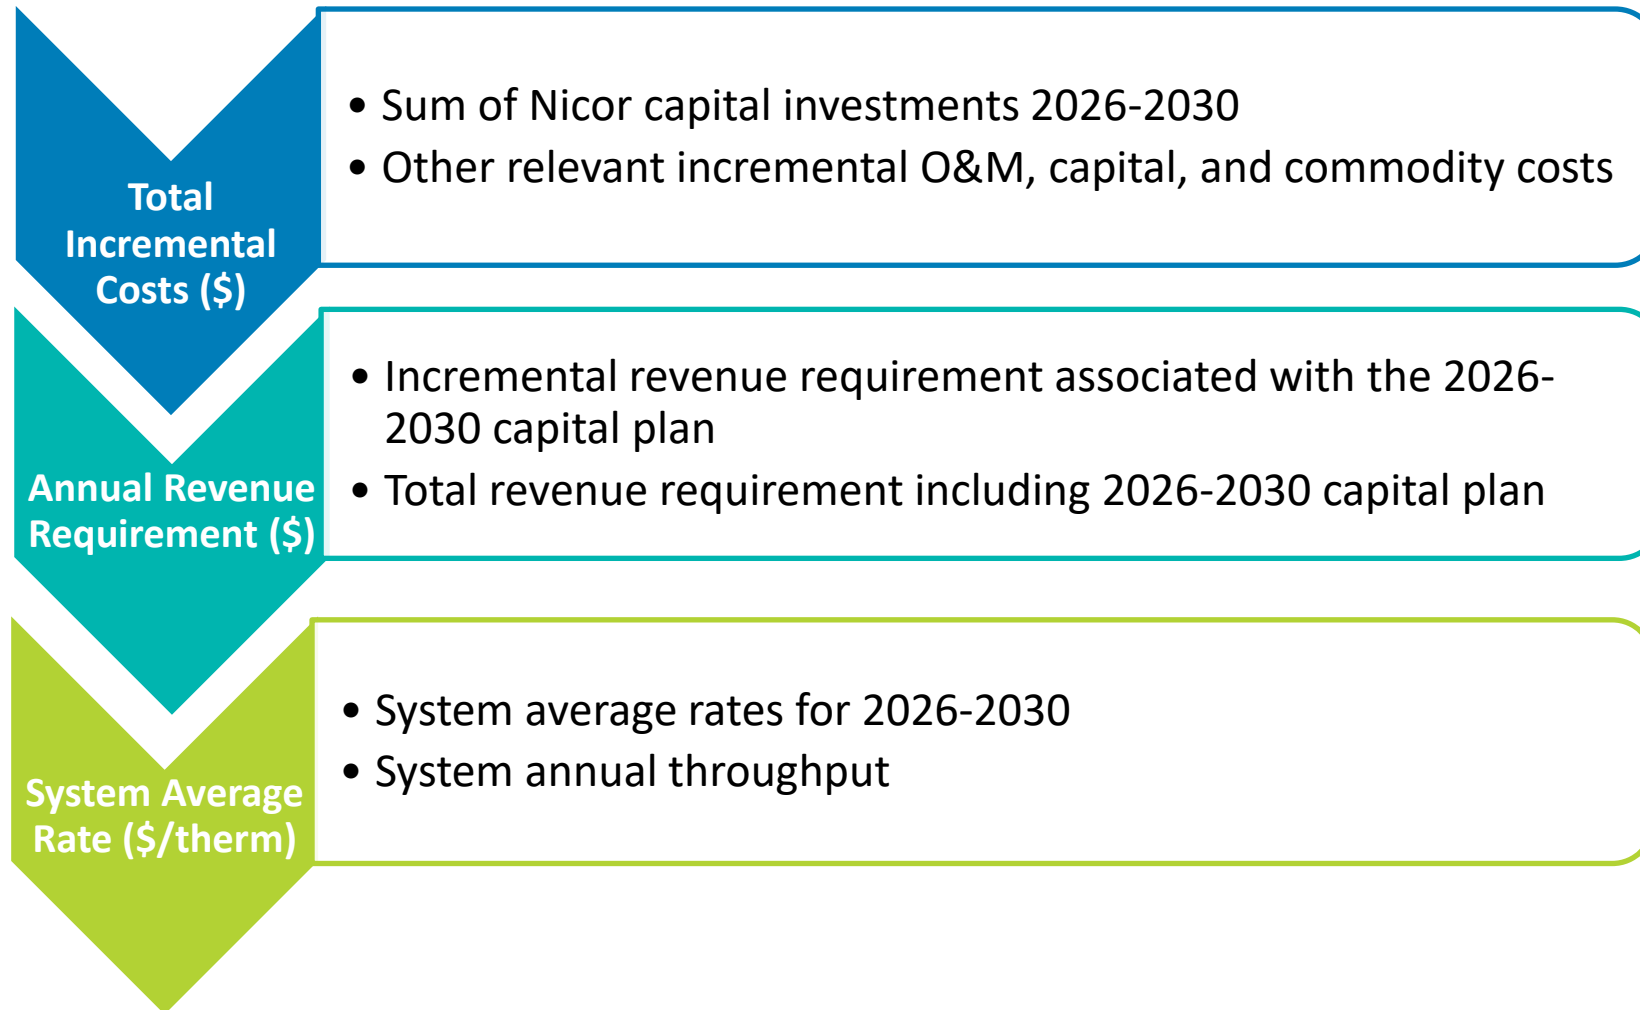 Total
Incremental
Costs ($)
• Sum of Nicor capital investments 2026-2030
• Other relevant incremental O&M, capital, and commodity costs
Annual Revenue
Requirement ($)
• Incremental revenue requirement associated with the 2026-
2030 capital plan
• Total revenue requirement including 2026-2030 capital plan
System Average
Rate ($/therm)
• System average rates for 2026-2030
• System annual throughput